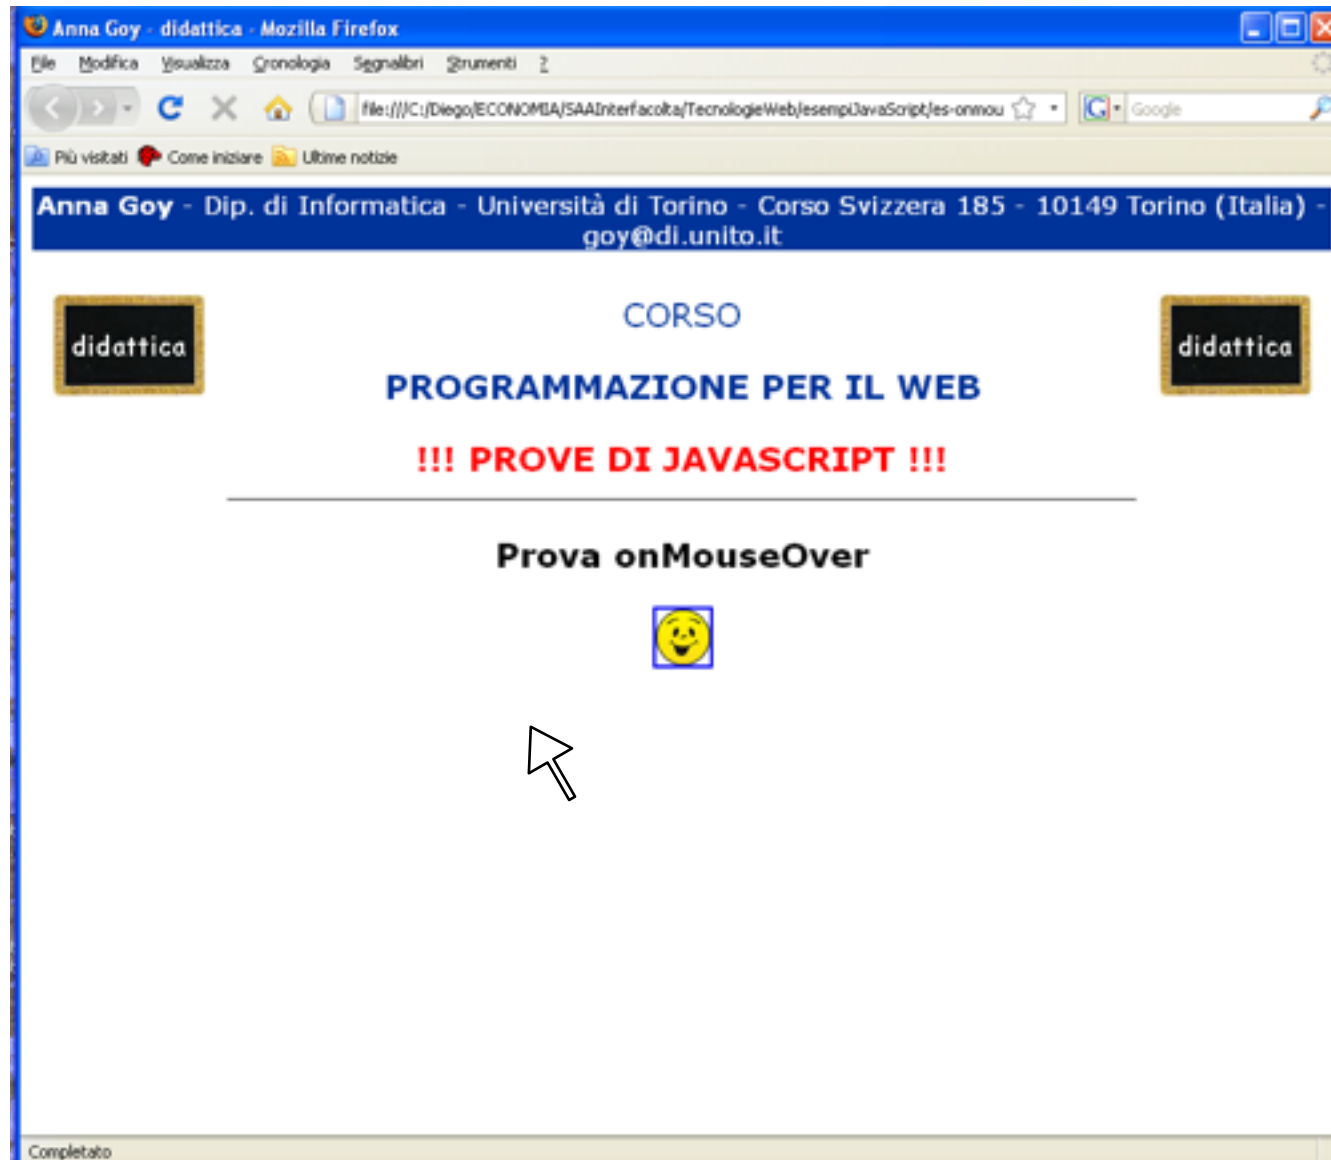 Anna Goy - didattica - Mozilla Firefox
File Modifica Visualizza Cronologia Segnalibri Strumenti ?
file:///C:/Diego/ECONOMIA/SAAInterfacolta/TecnologieWeb/esempiJavaScript/es-onmou
Google
Più visitati Come iniziare Ultime notizie
Anna Goy - Dip. di Informatica - Università di Torino - Corso Svizzera 185 - 10149 Torino (Italia) -
goy@di.unito.it
didattica
CORSO
didattica
PROGRAMMAZIONE PER IL WEB
!!! PROVE DI JAVASCRIPT !!!
Prova onMouseOver
Completato